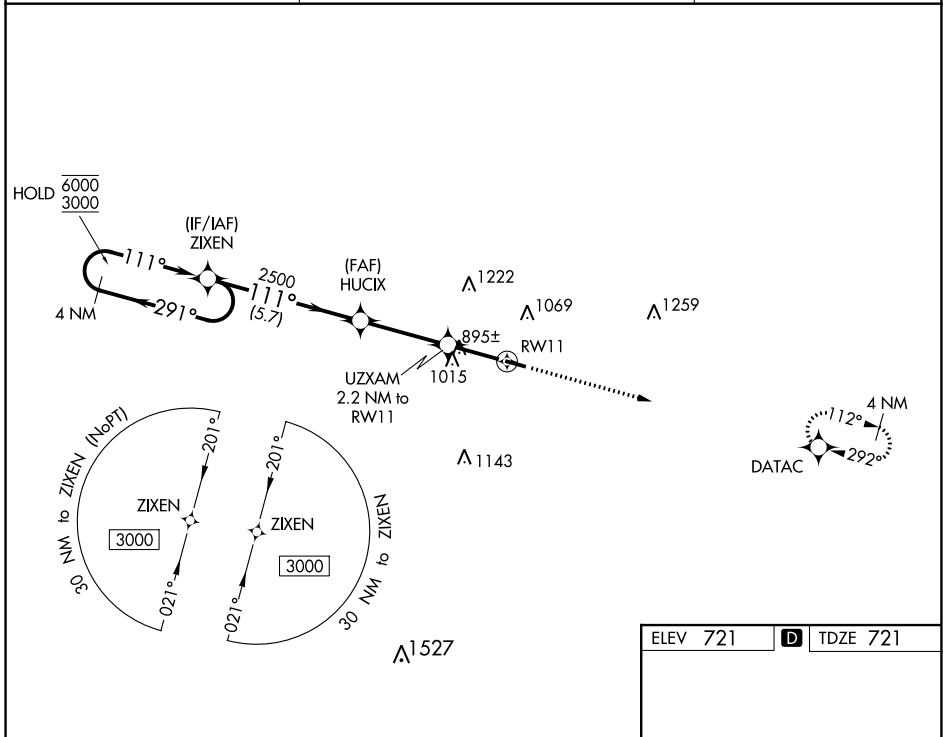 HOLD 6000
3000
(IF/IAF)
ZIXEN
111°
291°
4 NM
2500
111°
(5.7)
(FAF)
HUCIX
1222
1069
1259
895±
RW11
1015
UZXAM
2.2 NM to
RW11
1143
4 NM
112°
292°
DATAC
30 NM to ZIXEN (NoPT)
201°
ZIXEN
3000
021°
201°
ZIXEN
3000
021°
30 NM to ZIXEN
1527
ELEV 721 D TDZE 721